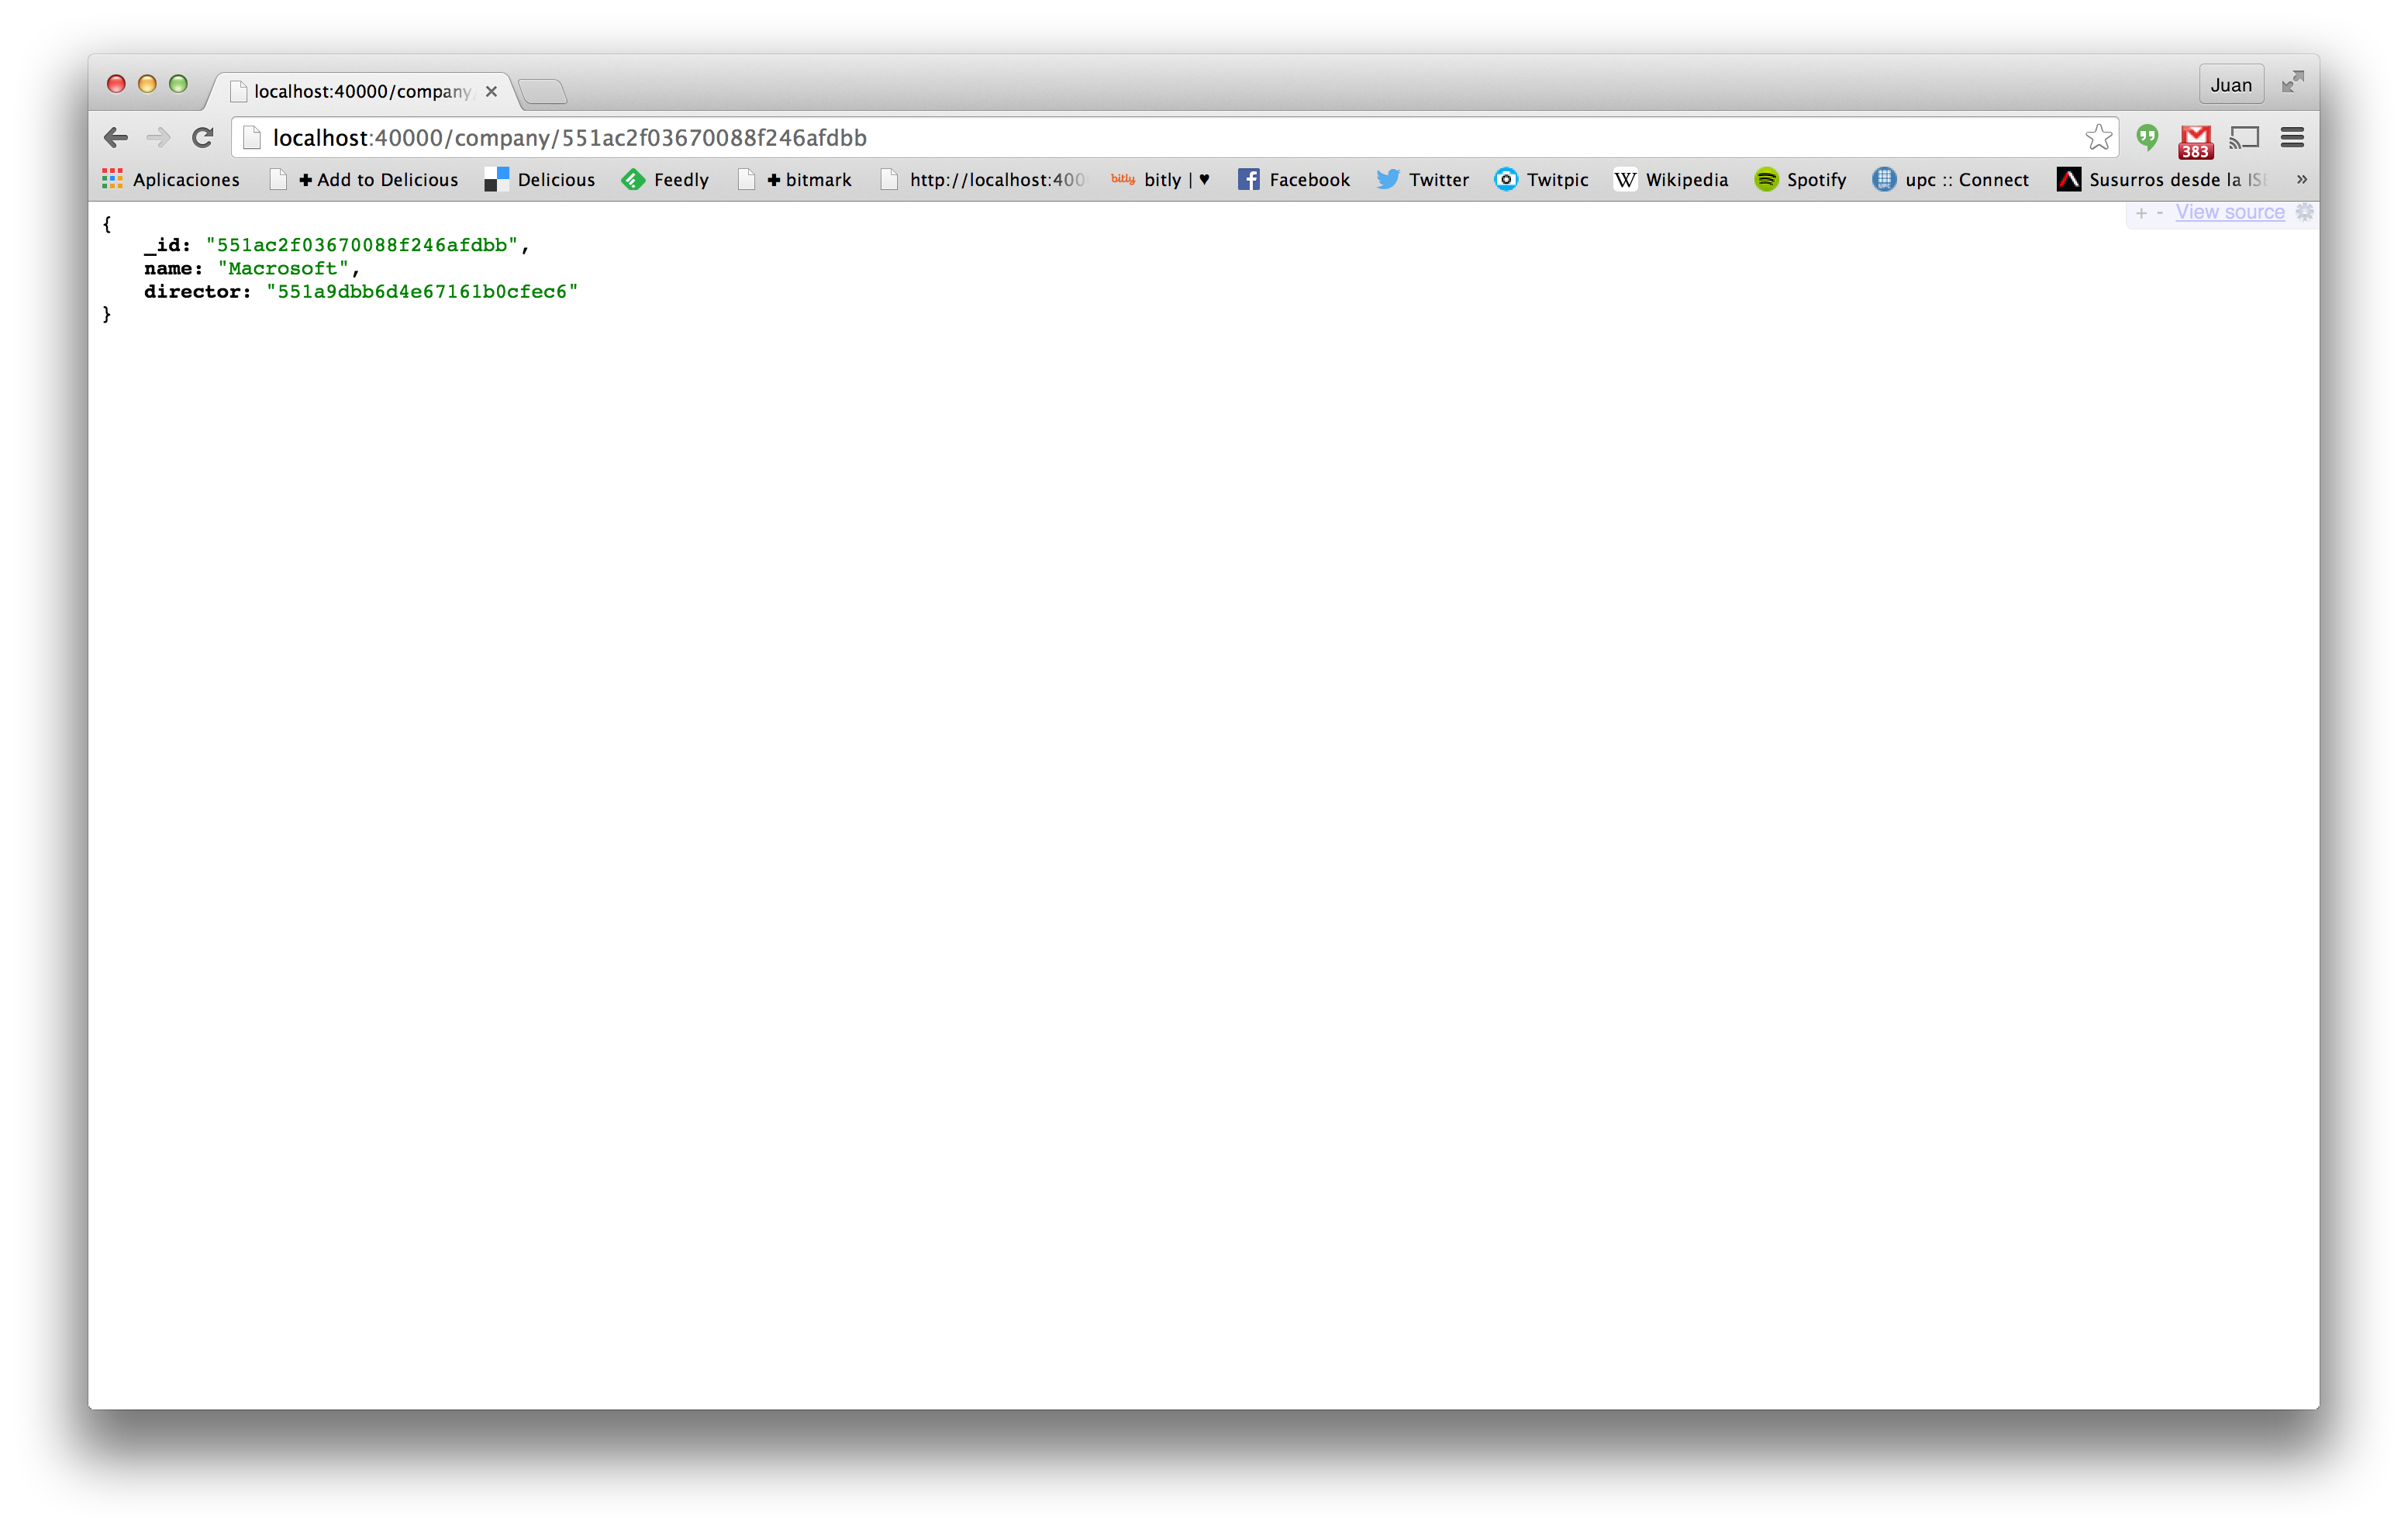 localhost:40000/company
Juan
localhost:40000/company/551ac2f03670088f246afdbb
383
Aplicaciones
✚ Add to Delicious
Delicious
Feedly
✚ bitmark
http://localhost:400
bitly
bitly | ♥
Facebook
Twitter
Twitpic
W
Wikipedia
Spotify
UPC
upc :: Connect
Susurros desde la ISE
»
+ - View source
{
_id: "551ac2f03670088f246afdbb",
name: "Macrosoft",
director: "551a9dbb6d4e67161b0cfec6"
}